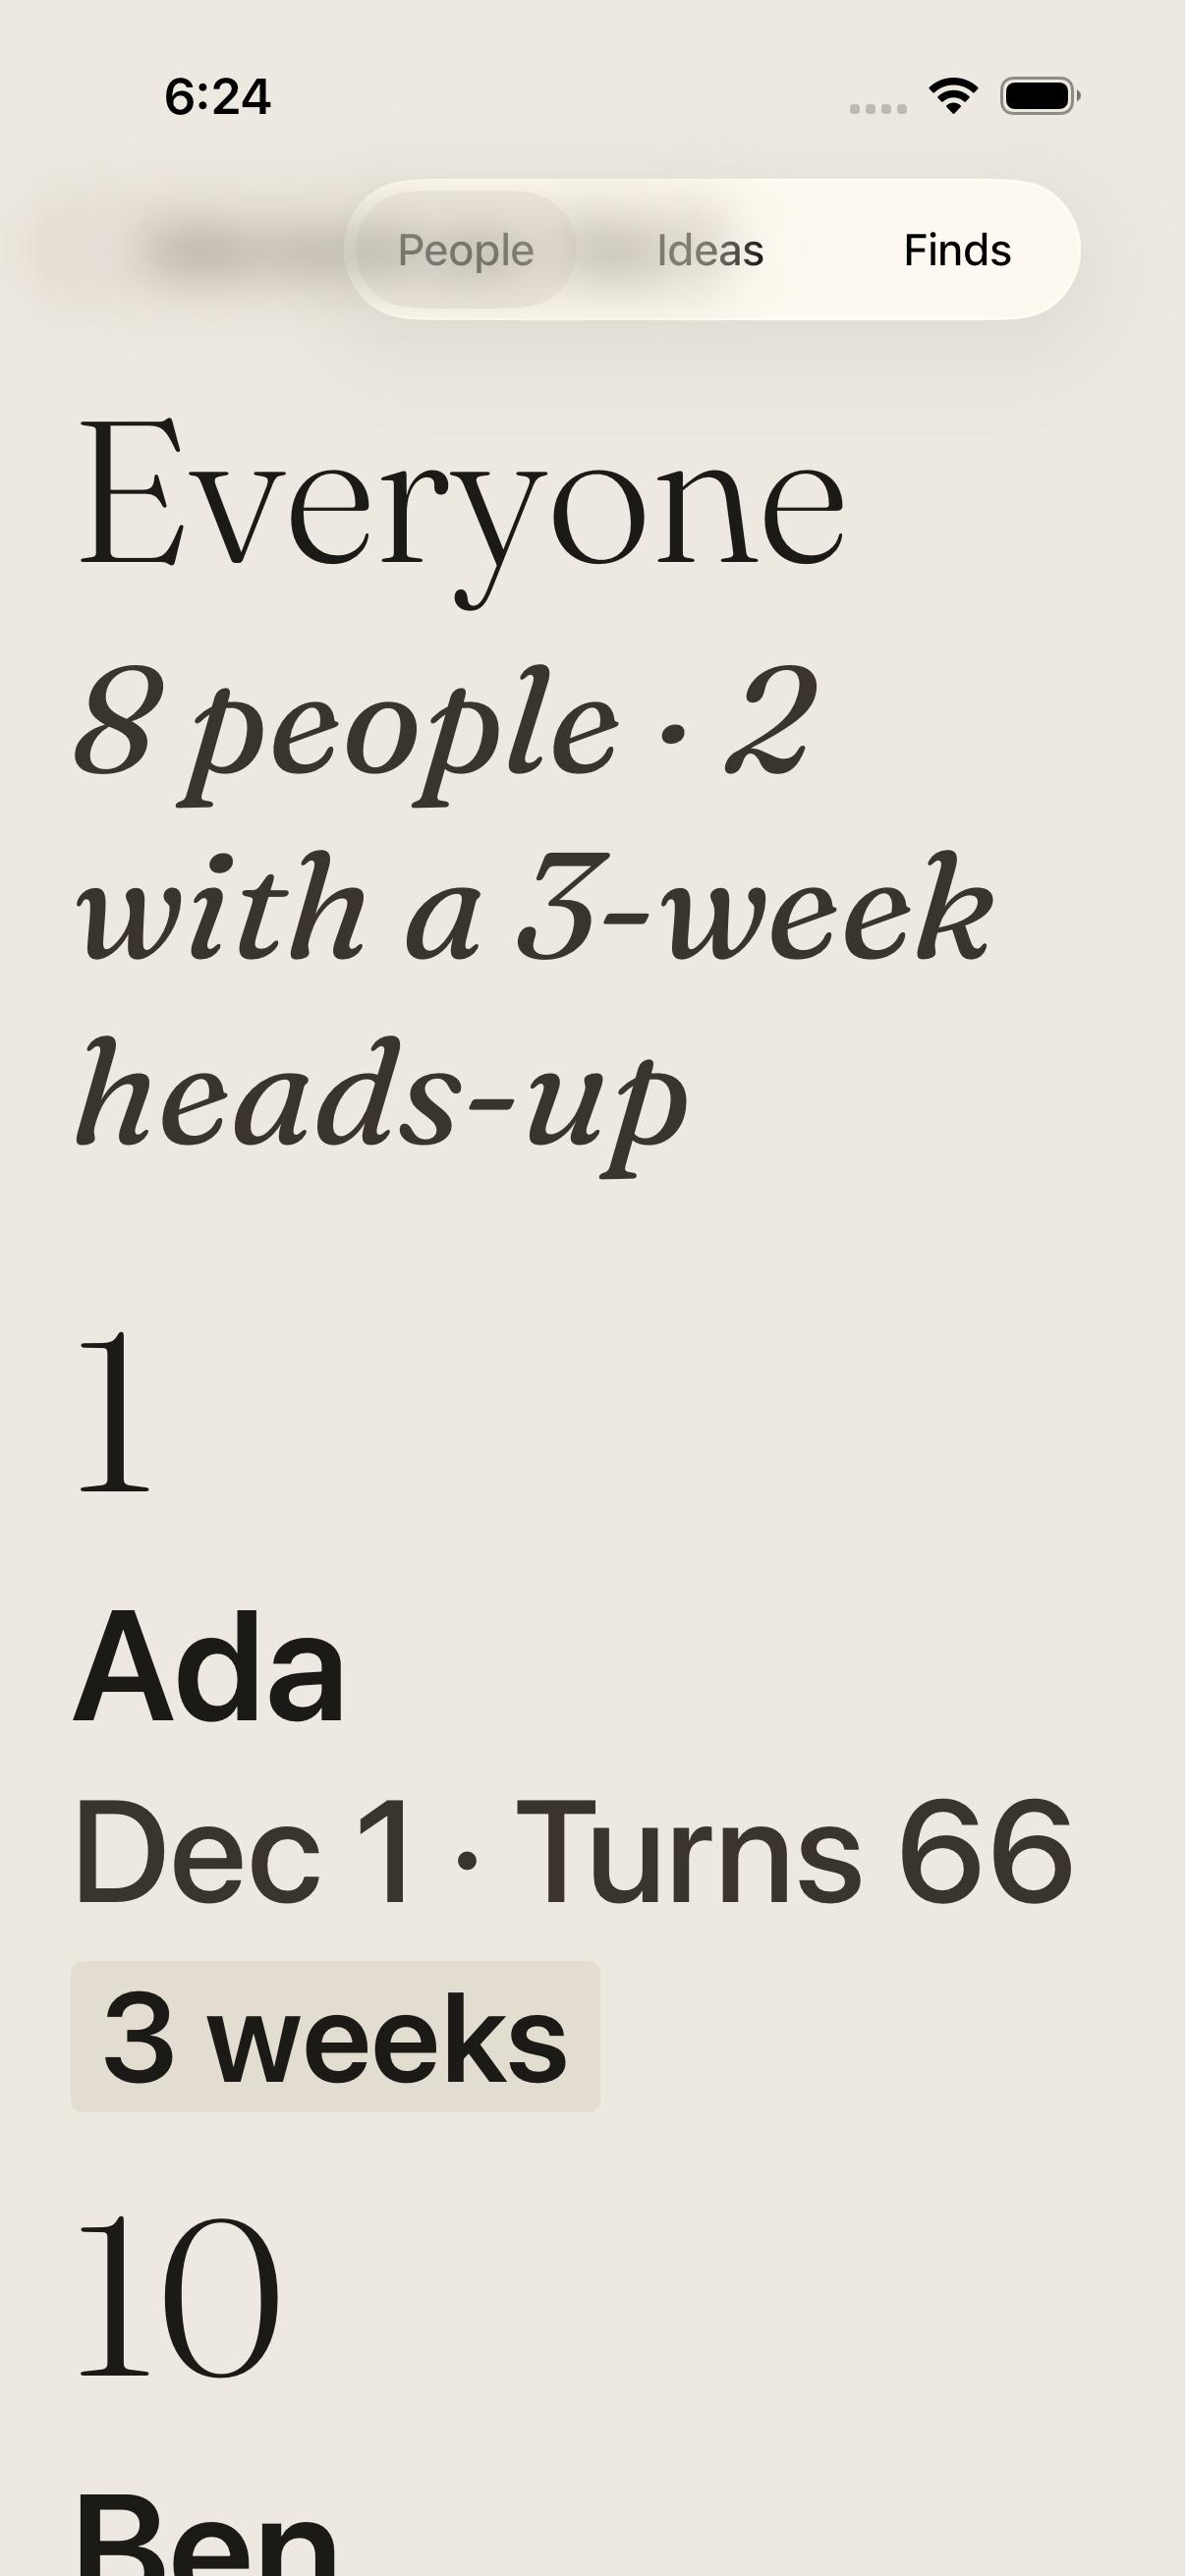 6:24
People Ideas Finds
Everyone
8 people · 2
with a 3-week
heads-up
1
Ada
Dec 1 · Turns 66
3 weeks
10
Ben